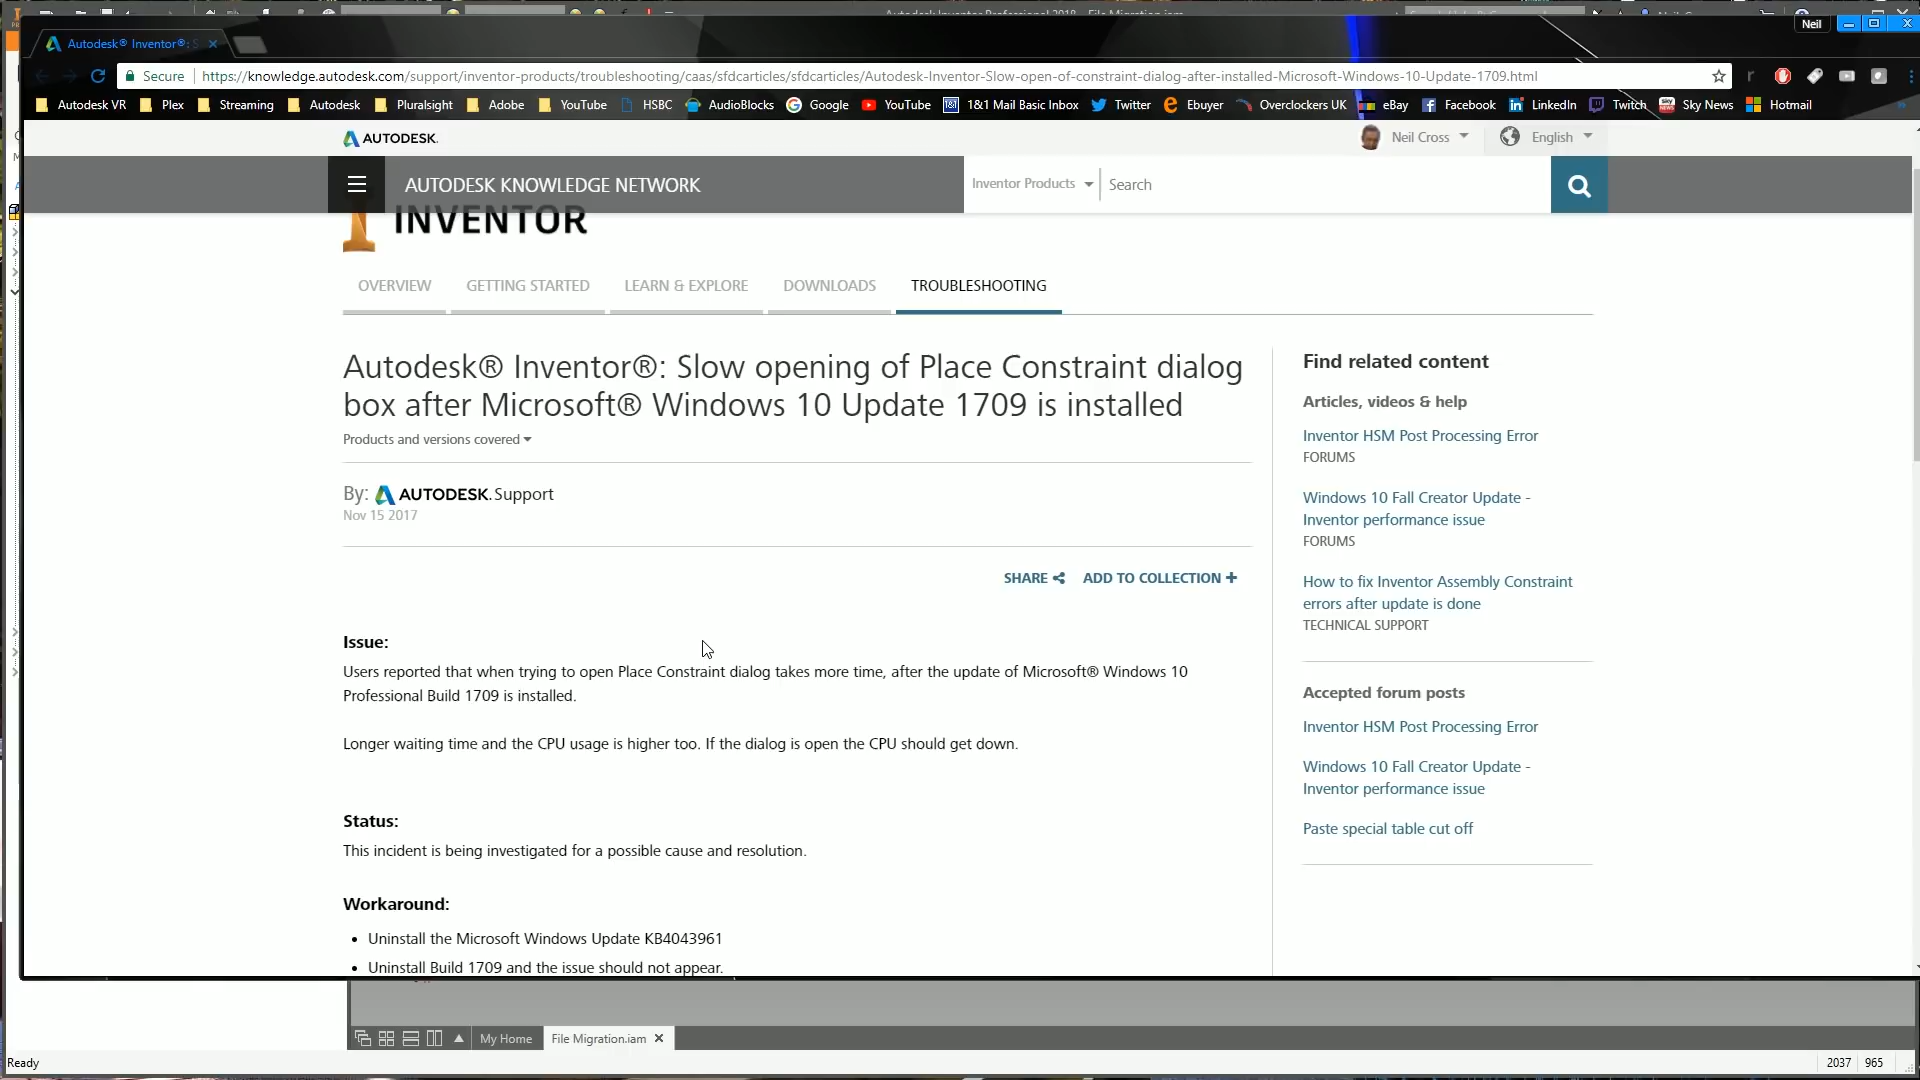 Autodesk Inventor Professional 2018 File Migration.iam
Neil
Autodesk® Inventor®: S
Secure
https://knowledge.autodesk.com/support/inventor-products/troubleshooting/caas/sfdcarticles/sfdcarticles/Autodesk-Inventor-Slow-open-of-constraint-dialog-after-installed-Microsoft-Windows-10-Update-1709.html
Autodesk VR Plex Streaming Autodesk Pluralsight Adobe YouTube HSBC AudioBlocks Google YouTube 1&1 Mail Basic Inbox Twitter Ebuyer Overclockers UK eBay Facebook LinkedIn Twitch Sky News Hotmail
AUTODESK.
Neil Cross
English
AUTODESK KNOWLEDGE NETWORK
Inventor Products
Search
INVENTOR
OVERVIEW
GETTING STARTED
LEARN & EXPLORE
DOWNLOADS
TROUBLESHOOTING
Autodesk® Inventor®: Slow opening of Place Constraint dialog
box after Microsoft® Windows 10 Update 1709 is installed
Products and versions covered
By: AUTODESK. Support
Nov 15 2017
SHARE
ADD TO COLLECTION
Issue:
Users reported that when trying to open Place Constraint dialog takes more time, after the update of Microsoft® Windows 10
Professional Build 1709 is installed.
Longer waiting time and the CPU usage is higher too. If the dialog is open the CPU should get down.
Status:
This incident is being investigated for a possible cause and resolution.
Workaround:
• Uninstall the Microsoft Windows Update KB4043961
• Uninstall Build 1709 and the issue should not appear.
Find related content
Articles, videos & help
Inventor HSM Post Processing Error
FORUMS
Windows 10 Fall Creator Update -
Inventor performance issue
FORUMS
How to fix Inventor Assembly Constraint
errors after update is done
TECHNICAL SUPPORT
Accepted forum posts
Inventor HSM Post Processing Error
Windows 10 Fall Creator Update -
Inventor performance issue
Paste special table cut off
My Home
File Migration.iam
Ready
2037 965